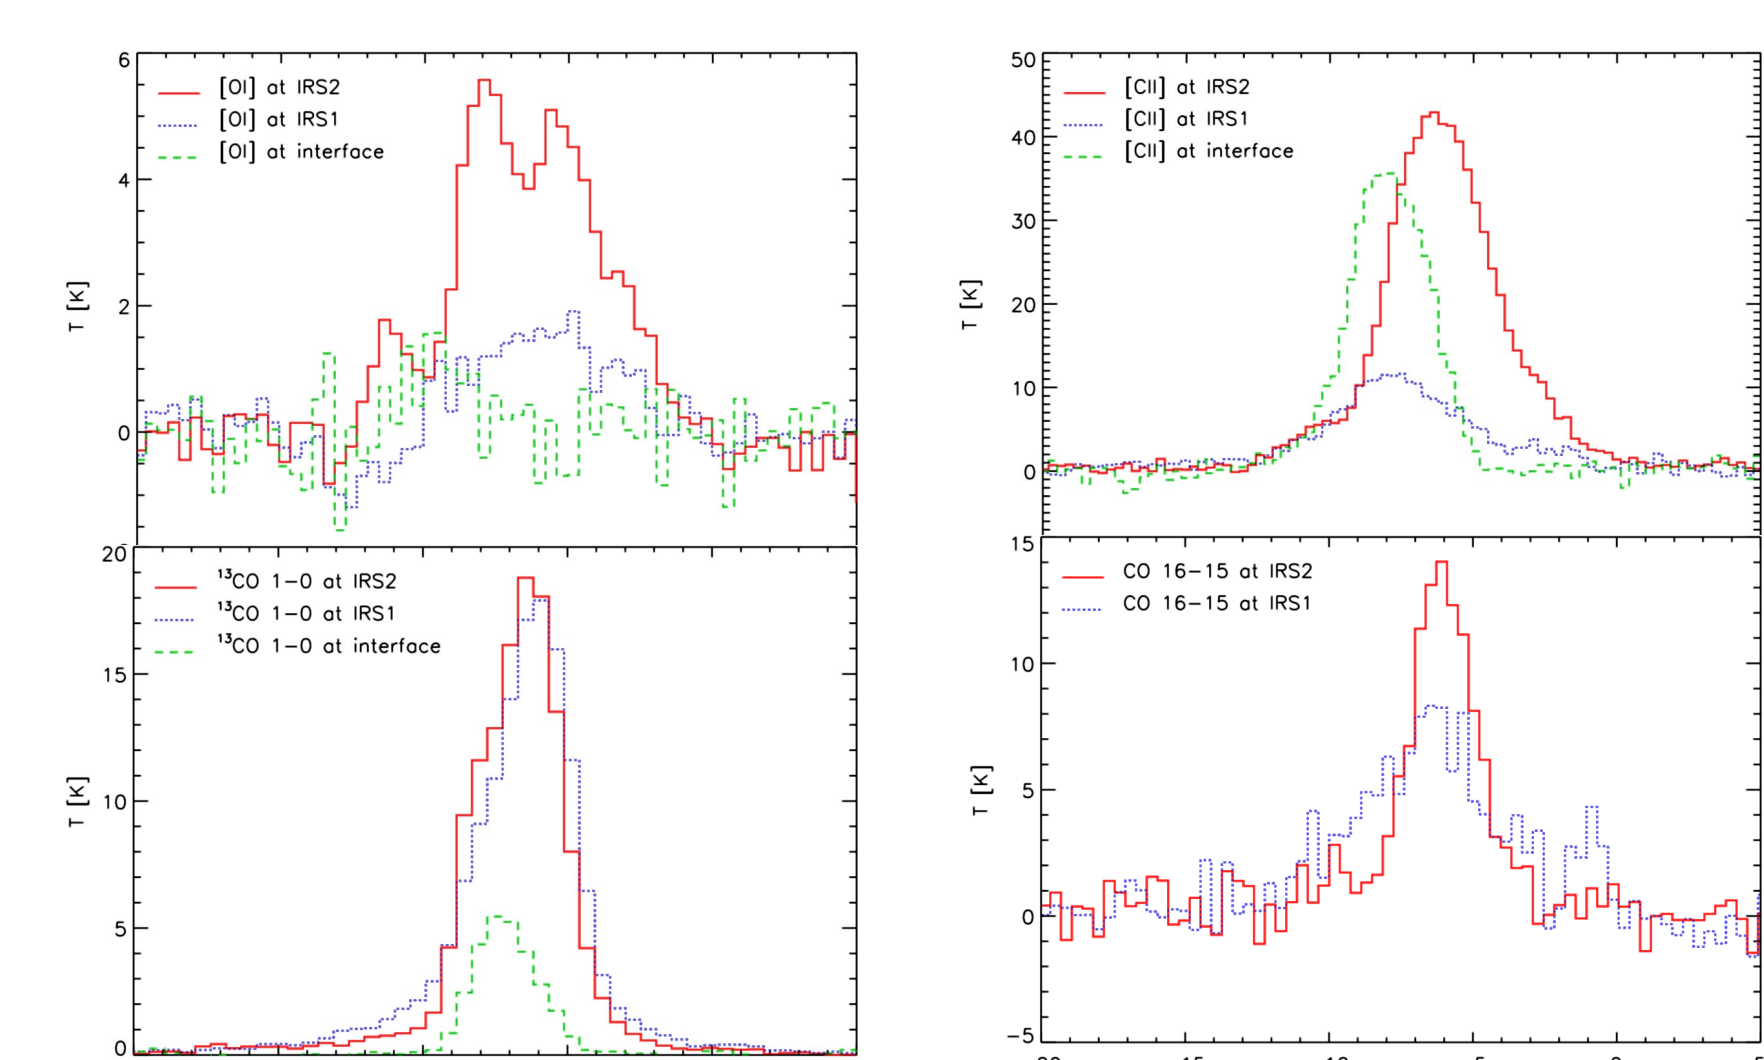 6
[OI] at IRS2
[OI] at IRS1
[OI] at interface
4
2
0
T [K]
50
[CII] at IRS2
[CII] at IRS1
[CII] at interface
40
30
20
10
0
T [K]
20
¹³CO 1−0 at IRS2
¹³CO 1−0 at IRS1
¹³CO 1−0 at interface
15
10
5
0
T [K]
15
CO 16−15 at IRS2
CO 16−15 at IRS1
10
5
0
−5
T [K]